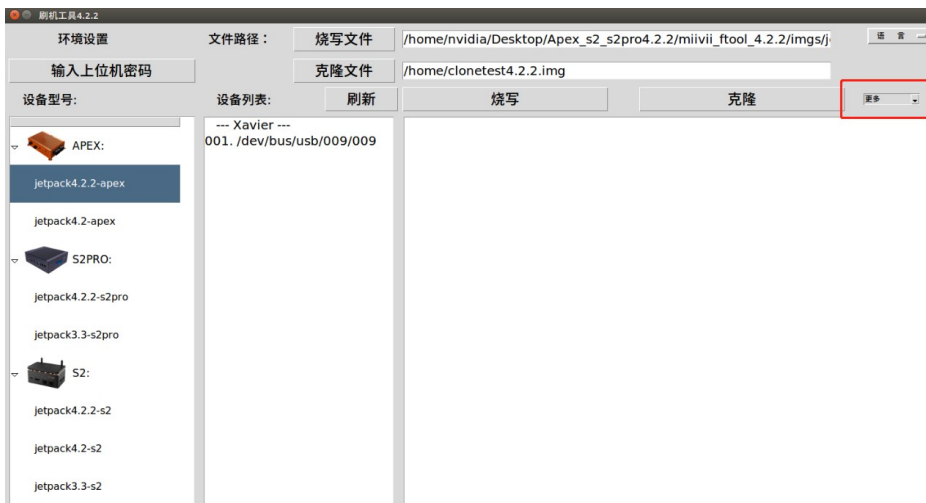 刷机工具4.2.2
环境设置
文件路径：
烧写文件
/home/nvidia/Desktop/Apex_s2_s2pro4.2.2/miivii_ftool_4.2.2/imgs/j
语 言
输入上位机密码
克隆文件
/home/clonetest4.2.2.img
设备型号:
设备列表:
刷新
烧写
克隆
更多
--- Xavier ---
001. /dev/bus/usb/009/009
APEX:
jetpack4.2.2-apex
jetpack4.2-apex
S2PRO:
jetpack4.2.2-s2pro
jetpack3.3-s2pro
S2:
jetpack4.2.2-s2
jetpack4.2-s2
jetpack3.3-s2